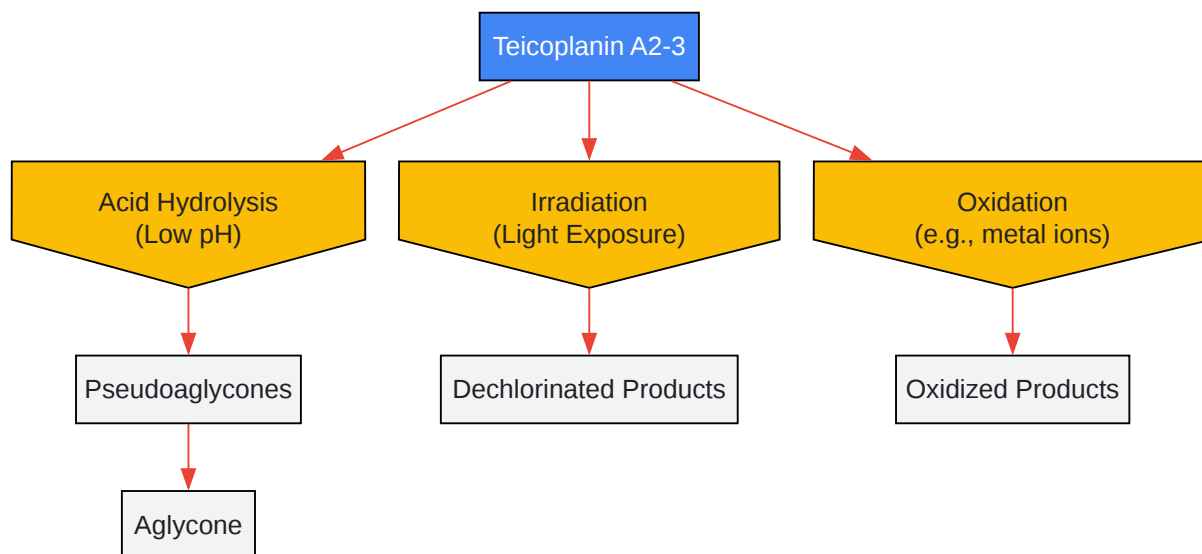 Teicoplanin A2-3
Acid Hydrolysis
(Low pH)
Irradiation
(Light Exposure)
Oxidation
(e.g., metal ions)
Pseudoaglycones
Dechlorinated Products
Oxidized Products
Aglycone